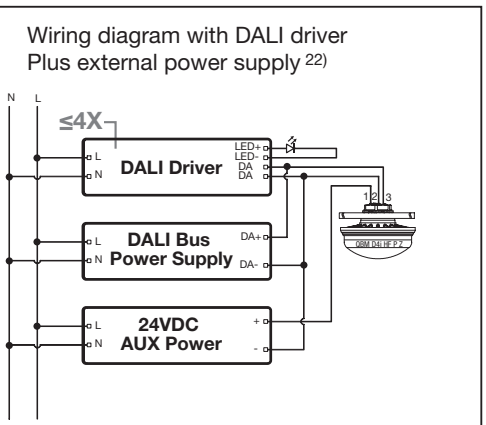 Wiring diagram with DALI driver
Plus external power supply 22)
N L
≤4X
L
N
DALI Driver
LED+
LED-
DA
DA
1 2 3
QBM D4i HF P Z
L
N
DALI Bus
Power Supply
DA+
DA-
L
N
24VDC
AUX Power
+
-